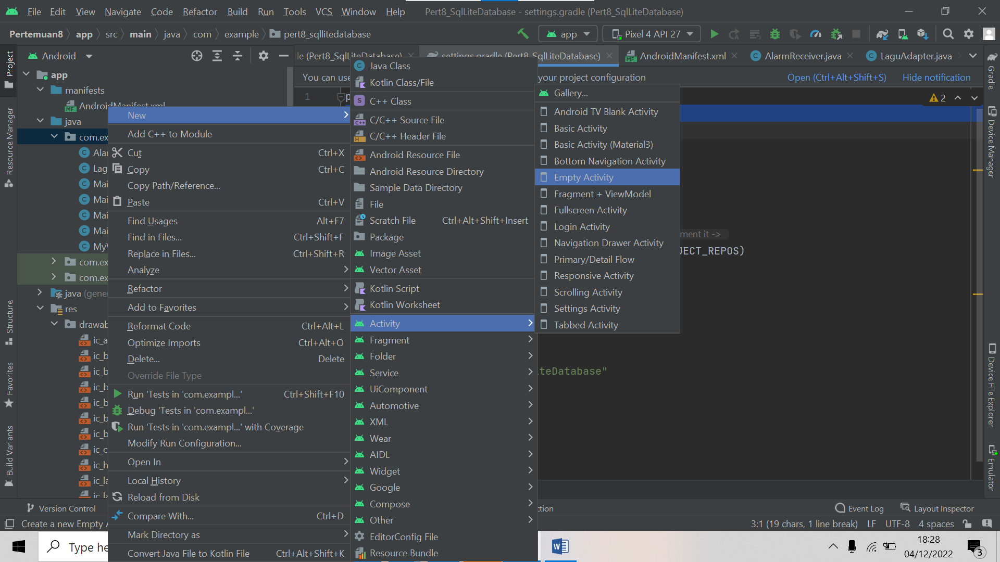 File Edit View Navigate Code Refactor Build Run Tools VCS Window Help Pert8_SqlLiteDatabase - settings.gradle (Pert8_SqlLiteDatabase)
Pertemuan8 app src main java com example pert8_sqllitedatabase app Pixel 4 API 27
Android
le (Pert8_SqlLiteDatabase) settings.gradle (Pert8_SqlLiteDatabase) AndroidManifest.xml AlarmReceiver.java LaguAdapter.java
You can use your project configuration Open (Ctrl+Alt+Shift+S) Hide notification
1 p
2
ment it ->
JECT_REPOS)
iteDatabase"
Project
Resource Manager
Structure
Favorites
Build Variants
app
manifests
AndroidManifest.xml
java
com.ex
Alar
Lag
Mai
Mai
Mai
Mai
MyV
com.ex
com.ex
java (gene
res
drawab
ic_a
ic_b
ic_b
ic_b
ic_b
ic_b
ic_b
ic_c
ic_h
ic_la
ic_la
New
Add C++ to Module
Cut Ctrl+X
Copy Ctrl+C
Copy Path/Reference...
Paste Ctrl+V
Find Usages Alt+F7
Find in Files... Ctrl+Shift+F
Replace in Files... Ctrl+Shift+R
Analyze
Refactor
Add to Favorites
Reformat Code Ctrl+Alt+L
Optimize Imports Ctrl+Alt+O
Delete... Delete
Override File Type
Run 'Tests in 'com.exampl...' Ctrl+Shift+F10
Debug 'Tests in 'com.exampl...'
Run 'Tests in 'com.exampl...' with Coverage
Modify Run Configuration...
Open In
Local History
Reload from Disk
Compare With... Ctrl+D
Mark Directory as
Convert Java File to Kotlin File Ctrl+Alt+Shift+K
Java Class
Kotlin Class/File
C++ Class
C/C++ Source File
C/C++ Header File
Android Resource File
Android Resource Directory
Sample Data Directory
File
Scratch File Ctrl+Alt+Shift+Insert
Package
Image Asset
Vector Asset
Kotlin Script
Kotlin Worksheet
Activity
Fragment
Folder
Service
UiComponent
Automotive
XML
Wear
AIDL
Widget
Google
Compose
Other
EditorConfig File
Resource Bundle
Gallery...
Android TV Blank Activity
Basic Activity
Basic Activity (Material3)
Bottom Navigation Activity
Empty Activity
Fragment + ViewModel
Fullscreen Activity
Login Activity
Navigation Drawer Activity
Primary/Detail Flow
Responsive Activity
Scrolling Activity
Settings Activity
Tabbed Activity
Gradle
Device Manager
Device File Explorer
Emulator
Version Control ction Event Log Layout Inspector
Create a new Empty A 3:1 (19 chars, 1 line break) LF UTF-8 4 spaces
Type he
18:28
04/12/2022
3